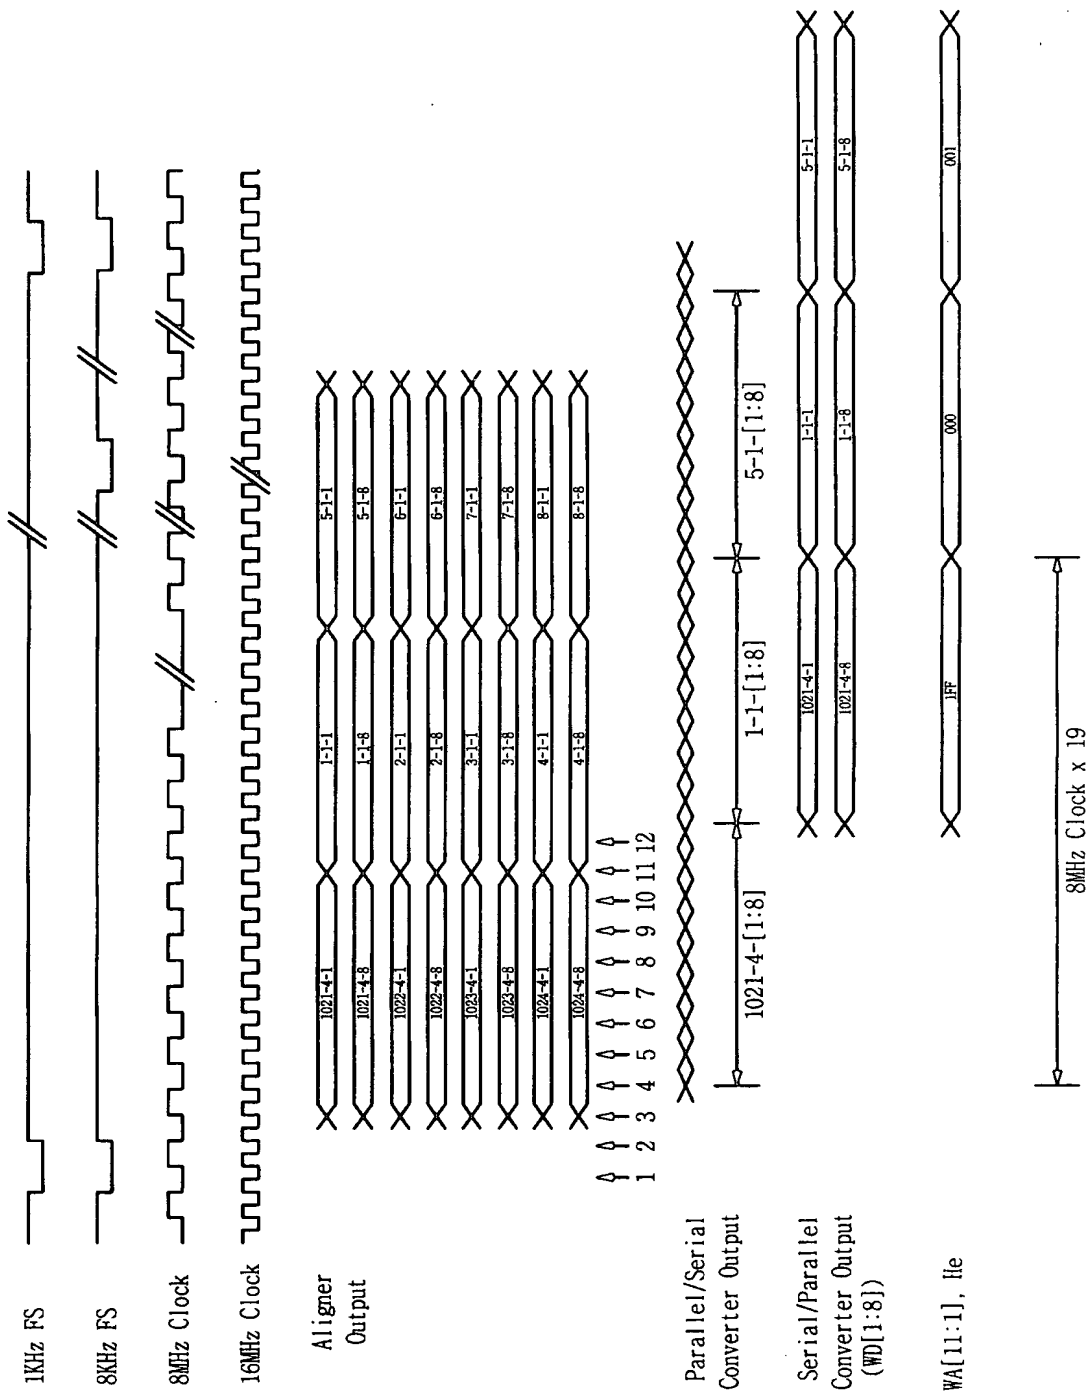 1KHz FS
8KHz FS
8MHz Clock
16MHz Clock
Aligner
Output
1021-4-1 1-1-1 5-1-1
1021-4-8 1-1-8 5-1-8
1022-4-1 2-1-1 6-1-1
1022-4-8 2-1-8 6-1-8
1023-4-1 3-1-1 7-1-1
1023-4-8 3-1-8 7-1-8
1024-4-1 4-1-1 8-1-1
1024-4-8 4-1-8 8-1-8
1 2 3 4 5 6 7 8 9 10 11 12
Parallel/Serial
Converter Output
1021-4-[1:8] 1-1-[1:8] 5-1-[1:8]
Serial/Parallel
Converter Output
(WD[1:8])
1021-4-1 1-1-1 5-1-1
1021-4-8 1-1-8 5-1-8
WA[11:1], He
1FF 000 001
8MHz Clock x 19